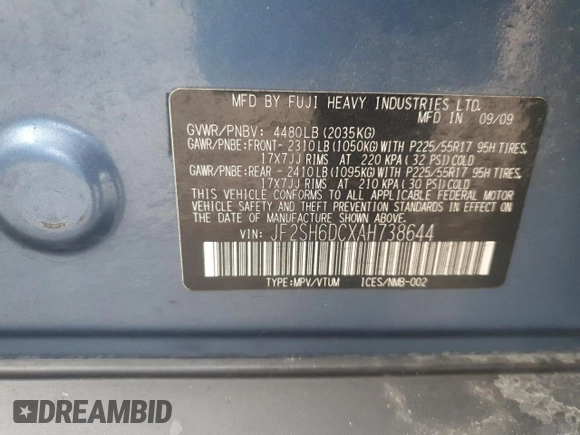 MFD BY FUJI HEAVY INDUSTRIES LTD.
MFD IN 09/09
GVWR/PNBV: 4480LB (2035KG)
GAWR/PNBE:FRONT- 2310LB (1050KG) WITH P225/55R17 95H TIRES,
17X7JJ RIMS AT 220 KPA (32 PSI) COLD
GAWR/PNBE:REAR - 2410LB (1095KG) WITH P225/55R17 95H TIRES,
17X7JJ RIMS AT 210 KPA (30 PSI) COLD
THIS VEHICLE CONFORMS TO ALL APPLICABLE FEDERAL MOTOR
VEHICLE SAFETY, BUMPER, AND THEFT PREVENTION STANDARDS IN
EFFECT ON THE DATE OF MANUFACTURE SHOWN ABOVE.
VIN: JF2SH6DCXAH738644
TYPE:MPV/VTUM ICES/NMB-002
DREAMBID